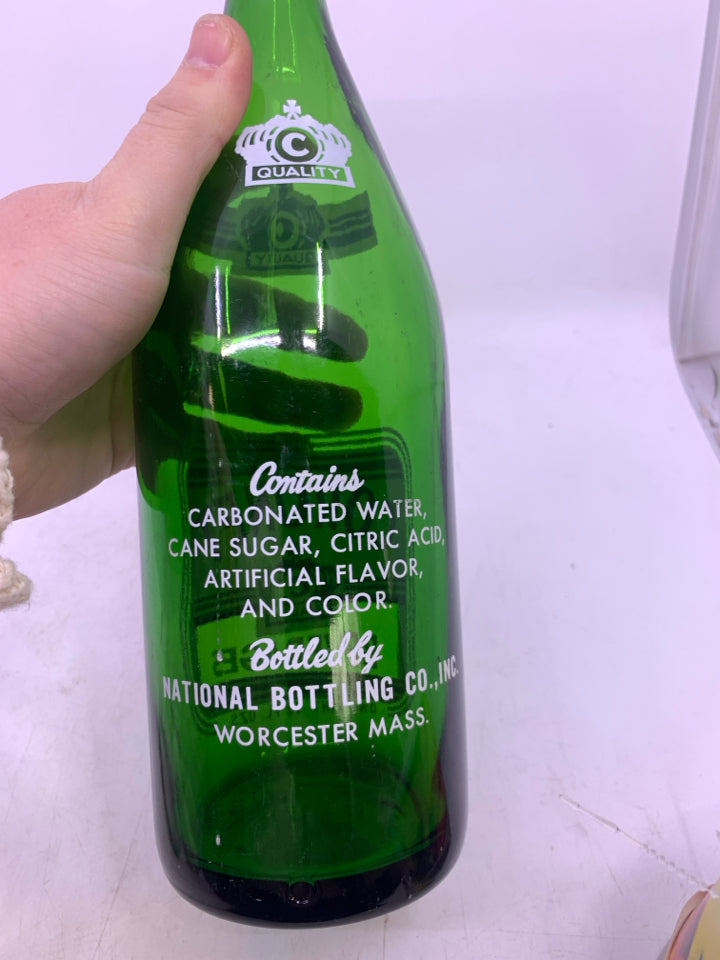 C
QUALITY
Contains
CARBONATED WATER,
CANE SUGAR, CITRIC ACID,
ARTIFICIAL FLAVOR,
AND COLOR.
Bottled by
NATIONAL BOTTLING CO., INC.
WORCESTER MASS.